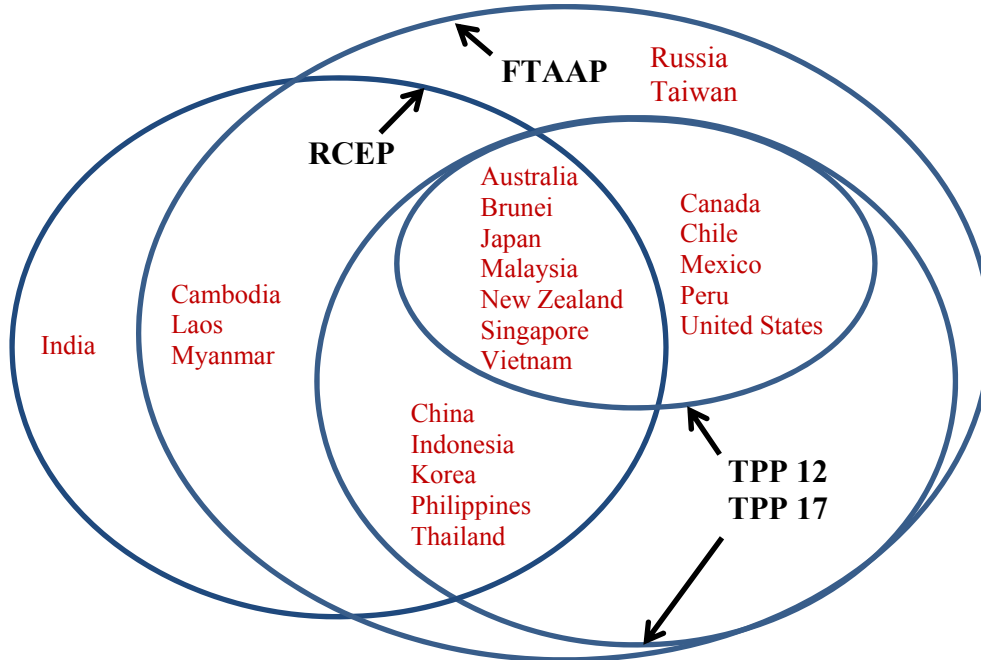 FTAAP
Russia
Taiwan
RCEP
Australia
Brunei
Japan
Malaysia
New Zealand
Singapore
Vietnam
Canada
Chile
Mexico
Peru
United States
India
Cambodia
Laos
Myanmar
China
Indonesia
Korea
Philippines
Thailand
TPP 12
TPP 17